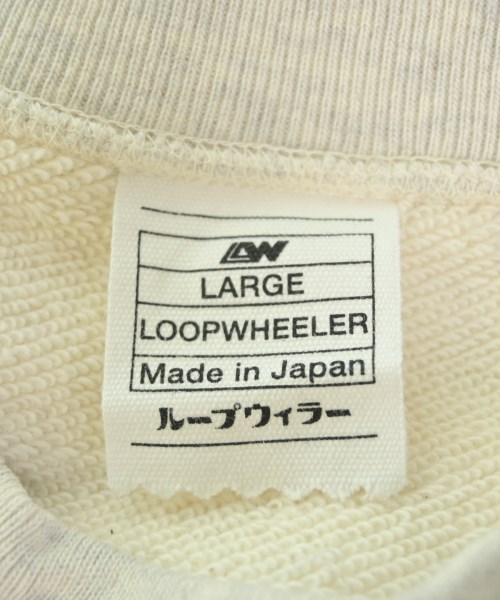 LW
LARGE
LOOPWHEELER
Made in Japan
ループウィラー